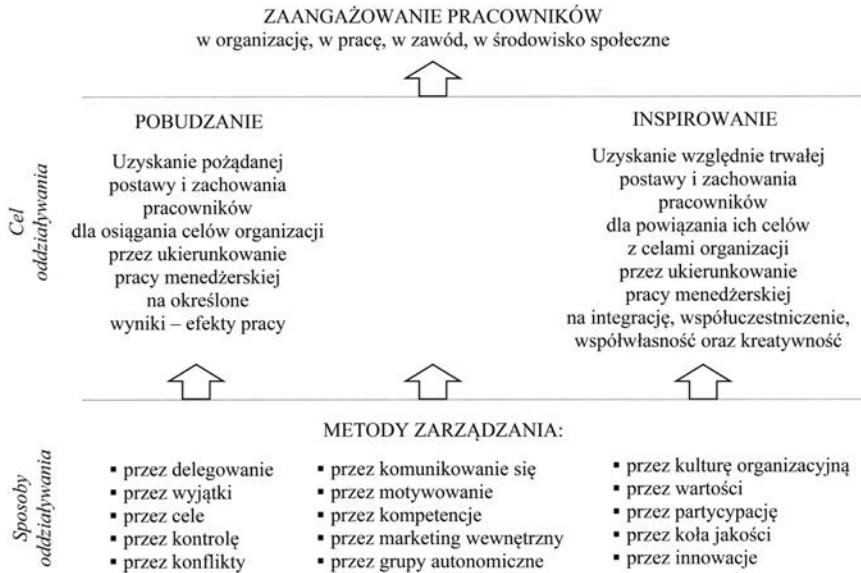 ZAANGAŻOWANIE PRACOWNIKÓW
w organizację, w pracę, w zawód, w środowisko społeczne
Cel
oddziaływania
POBUDZANIE
Uzyskanie pożądanej
postawy i zachowania
pracowników
dla osiągania celów organizacji
przez ukierunkowanie
pracy menedżerskiej
na określone
wyniki – efekty pracy
INSPIROWANIE
Uzyskanie względnie trwałej
postawy i zachowania
pracowników
dla powiązania ich celów
z celami organizacji
przez ukierunkowanie
pracy menedżerskiej
na integrację, współuczestniczenie,
współwłasność oraz kreatywność
Sposoby
oddziaływania
METODY ZARZĄDZANIA:
▪ przez delegowanie
▪ przez wyjątki
▪ przez cele
▪ przez kontrolę
▪ przez konflikty
▪ przez komunikowanie się
▪ przez motywowanie
▪ przez kompetencje
▪ przez marketing wewnętrzny
▪ przez grupy autonomiczne
▪ przez kulturę organizacyjną
▪ przez wartości
▪ przez partycypację
▪ przez koła jakości
▪ przez innowacje